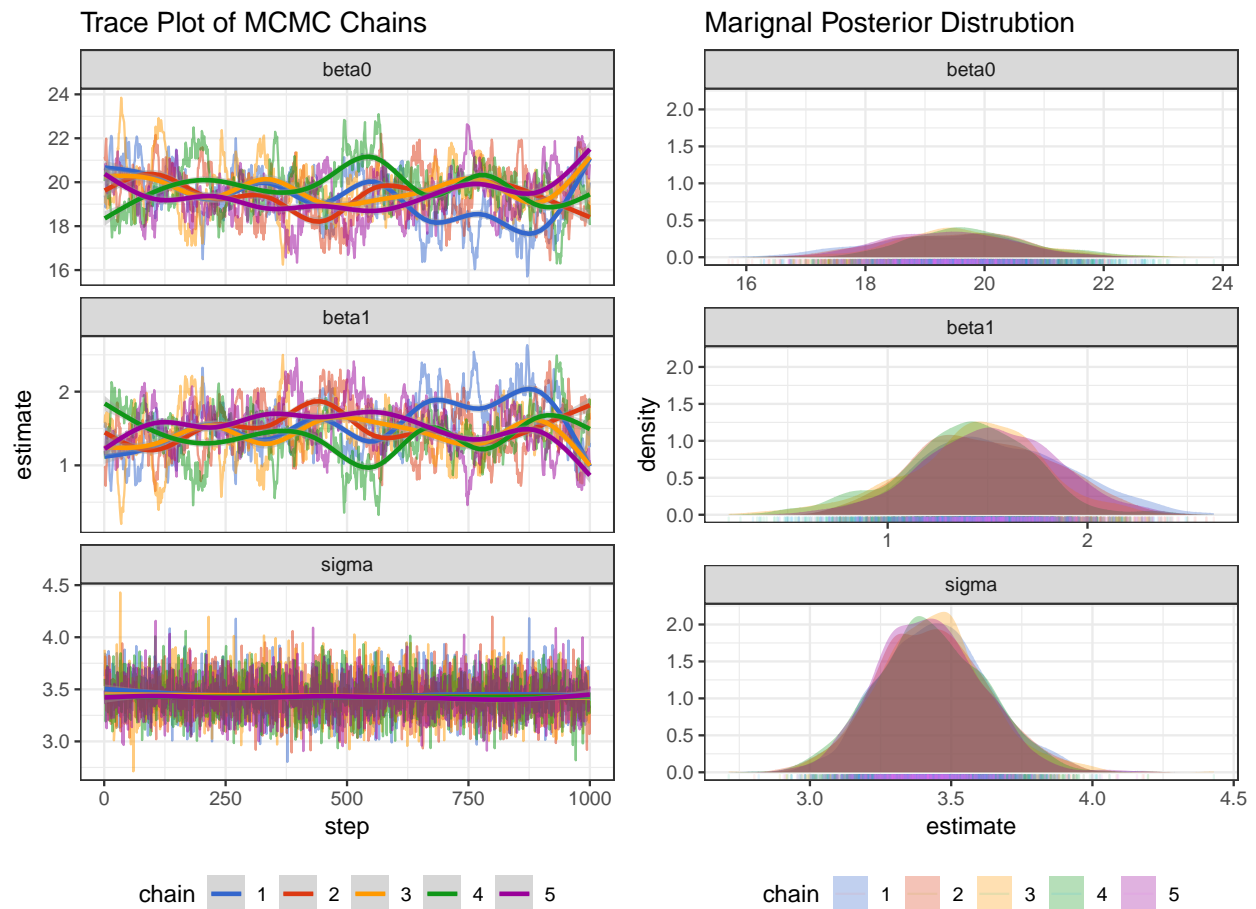 Trace Plot of MCMC Chains
beta0
24
22
20
18
16
beta1
2
1
sigma
4.5
4.0
3.5
3.0
0 250 500 750 1000
step
estimate
chain 1 2 3 4 5
Marignal Posterior Distrubtion
beta0
2.0
1.5
1.0
0.5
0.0
16 18 20 22 24
beta1
2.0
1.5
1.0
0.5
0.0
1 2
sigma
2.0
1.5
1.0
0.5
0.0
3.0 3.5 4.0 4.5
estimate
density
chain 1 2 3 4 5